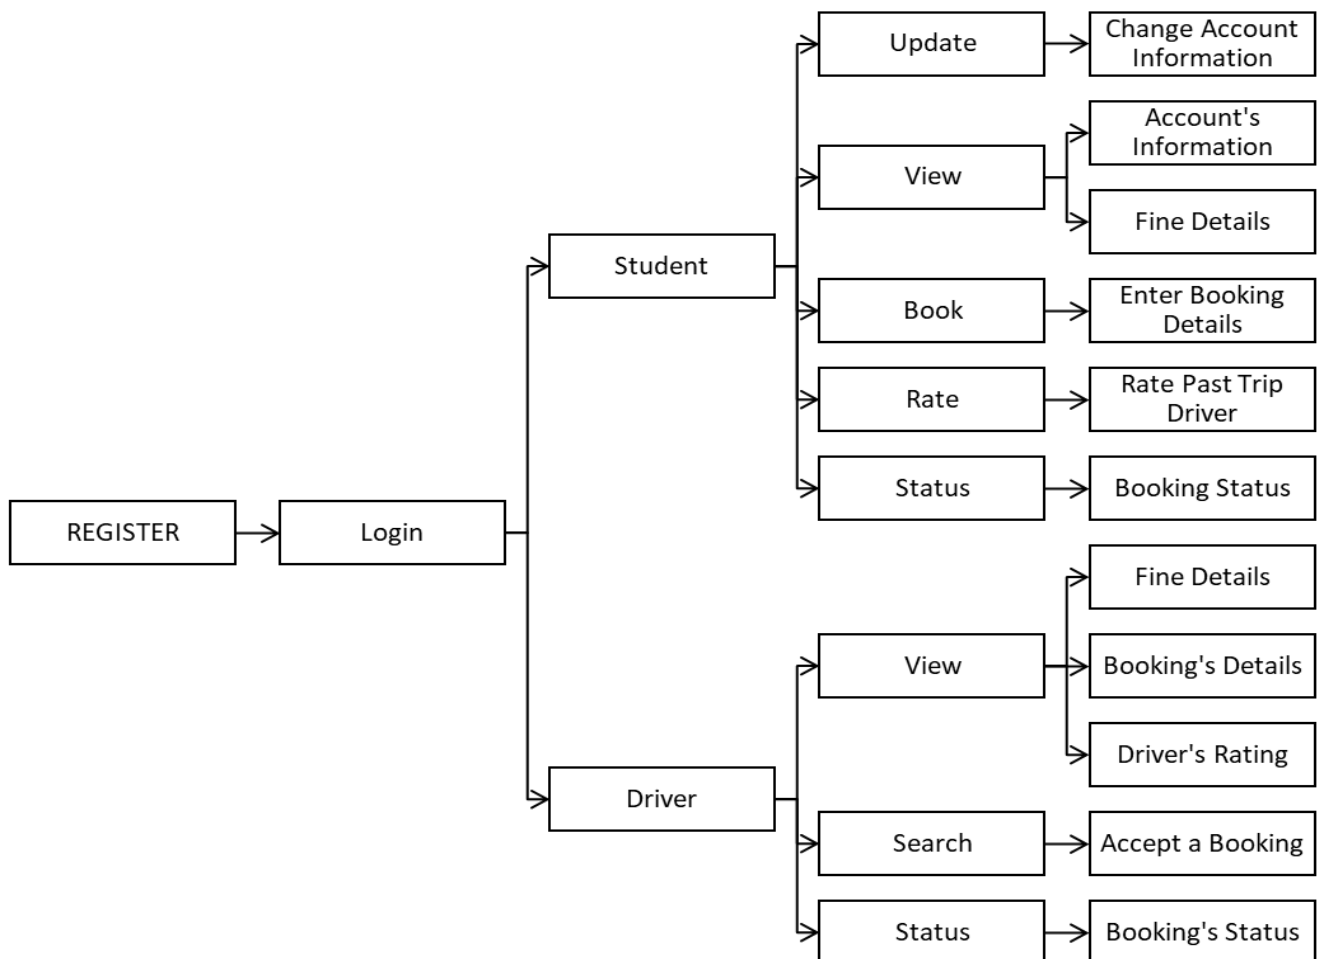 Update
Change Account
Information
Account's
Information
View
Fine Details
Student
Book
Enter Booking
Details
Rate
Rate Past Trip
Driver
Status
Booking Status
REGISTER
Login
Fine Details
View
Booking's Details
Driver's Rating
Driver
Search
Accept a Booking
Status
Booking's Status